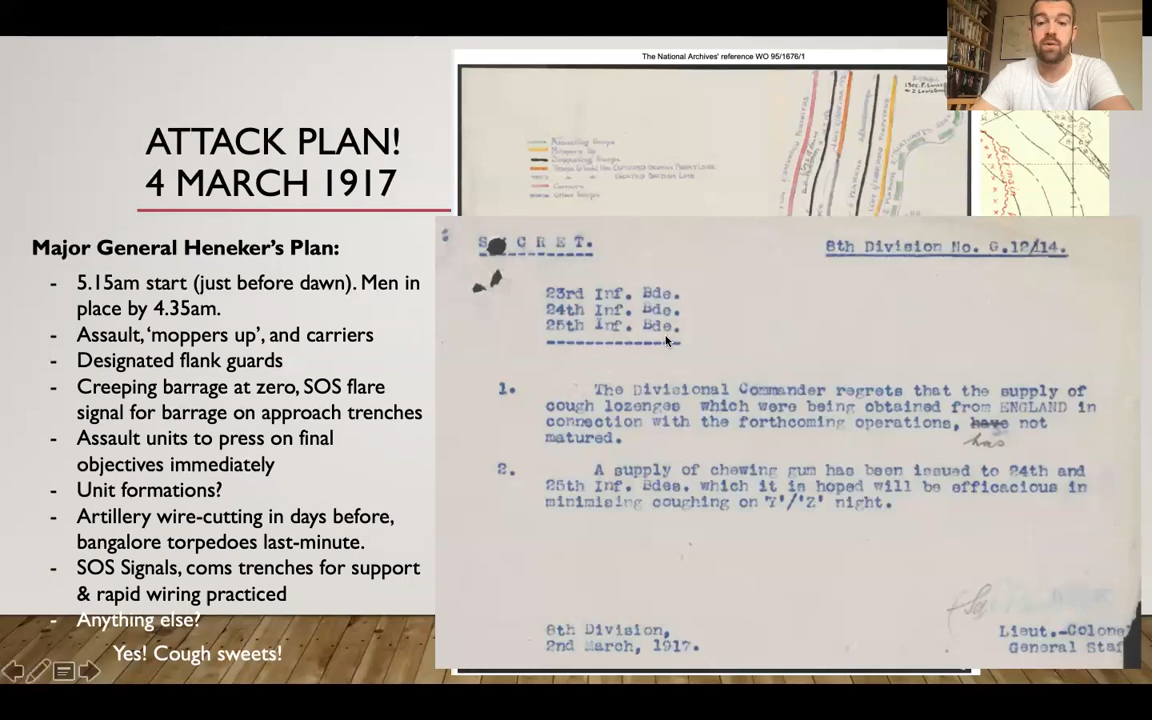 The National Archives' reference WO 95/1676/1
ATTACK PLAN!
4 MARCH 1917
Major General Heneker's Plan:
- 5.15am start (just before dawn). Men in
place by 4.35am.
- Assault, 'moppers up', and carriers
- Designated flank guards
- Creeping barrage at zero, SOS flare
signal for barrage on approach trenches
- Assault units to press on final
objectives immediately
- Unit formations?
- Artillery wire-cutting in days before,
bangalore torpedoes last-minute.
- SOS Signals, coms trenches for support
& rapid wiring practiced
- Anything else?
Yes! Cough sweets!
Moppers Up
Carriers
S CRET.
8th Division No. G.12/14.
23rd Inf. Bde.
24th Inf. Bde.
25th Inf. Bde.
1. The Divisional Commander regrets that the supply of
cough lozenges which were being obtained from ENGLAND in
connection with the forthcoming operations, have not
has
matured.
2. A supply of chewing gum has been issued to 24th and
25th Inf. Bdes. which it is hoped will be efficacious in
minimising coughing on 'Y'/'Z' night.
8th Division,
2nd March, 1917.
Lieut.-Colone
General Staf